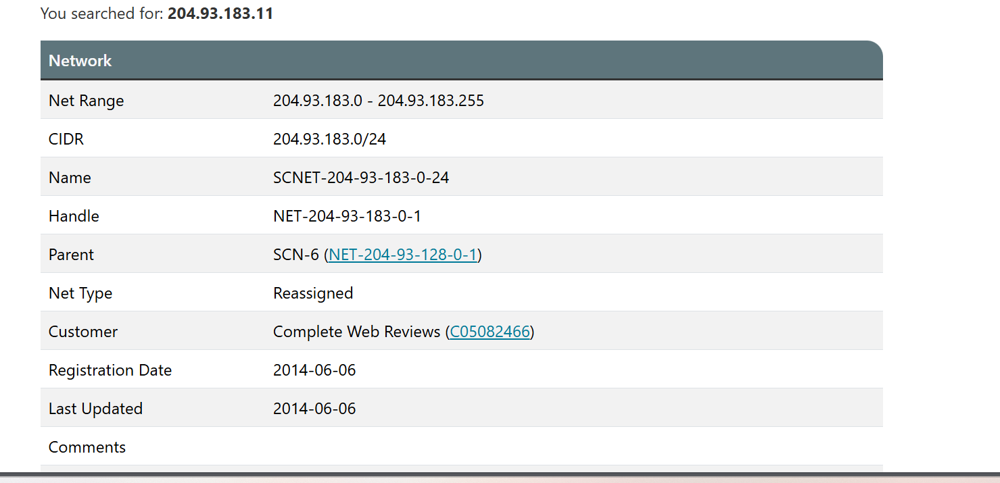 You searched for: 204.93.183.11
Network
Net Range 204.93.183.0 - 204.93.183.255
CIDR 204.93.183.0/24
Name SCNET-204-93-183-0-24
Handle NET-204-93-183-0-1
Parent SCN-6 (NET-204-93-128-0-1)
Net Type Reassigned
Customer Complete Web Reviews (C05082466)
Registration Date 2014-06-06
Last Updated 2014-06-06
Comments